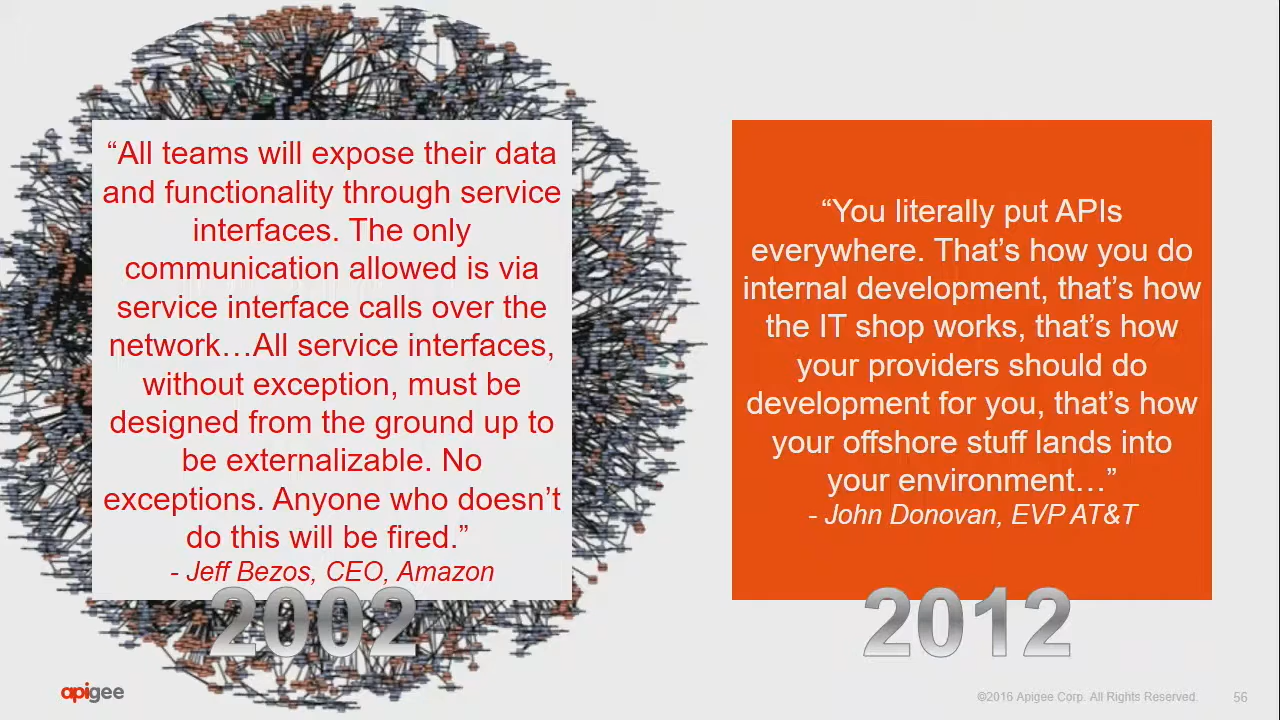 “All teams will expose their data
and functionality through service
interfaces. The only
communication allowed is via
service interface calls over the
network…All service interfaces,
without exception, must be
designed from the ground up to
be externalizable. No
exceptions. Anyone who doesn’t
do this will be fired.”
- Jeff Bezos, CEO, Amazon
2002
“You literally put APIs
everywhere. That’s how you do
internal development, that’s how
the IT shop works, that’s how
your providers should do
development for you, that’s how
your offshore stuff lands into
your environment…”
- John Donovan, EVP AT&T
2012
apigee
©2016 Apigee Corp. All Rights Reserved.
56